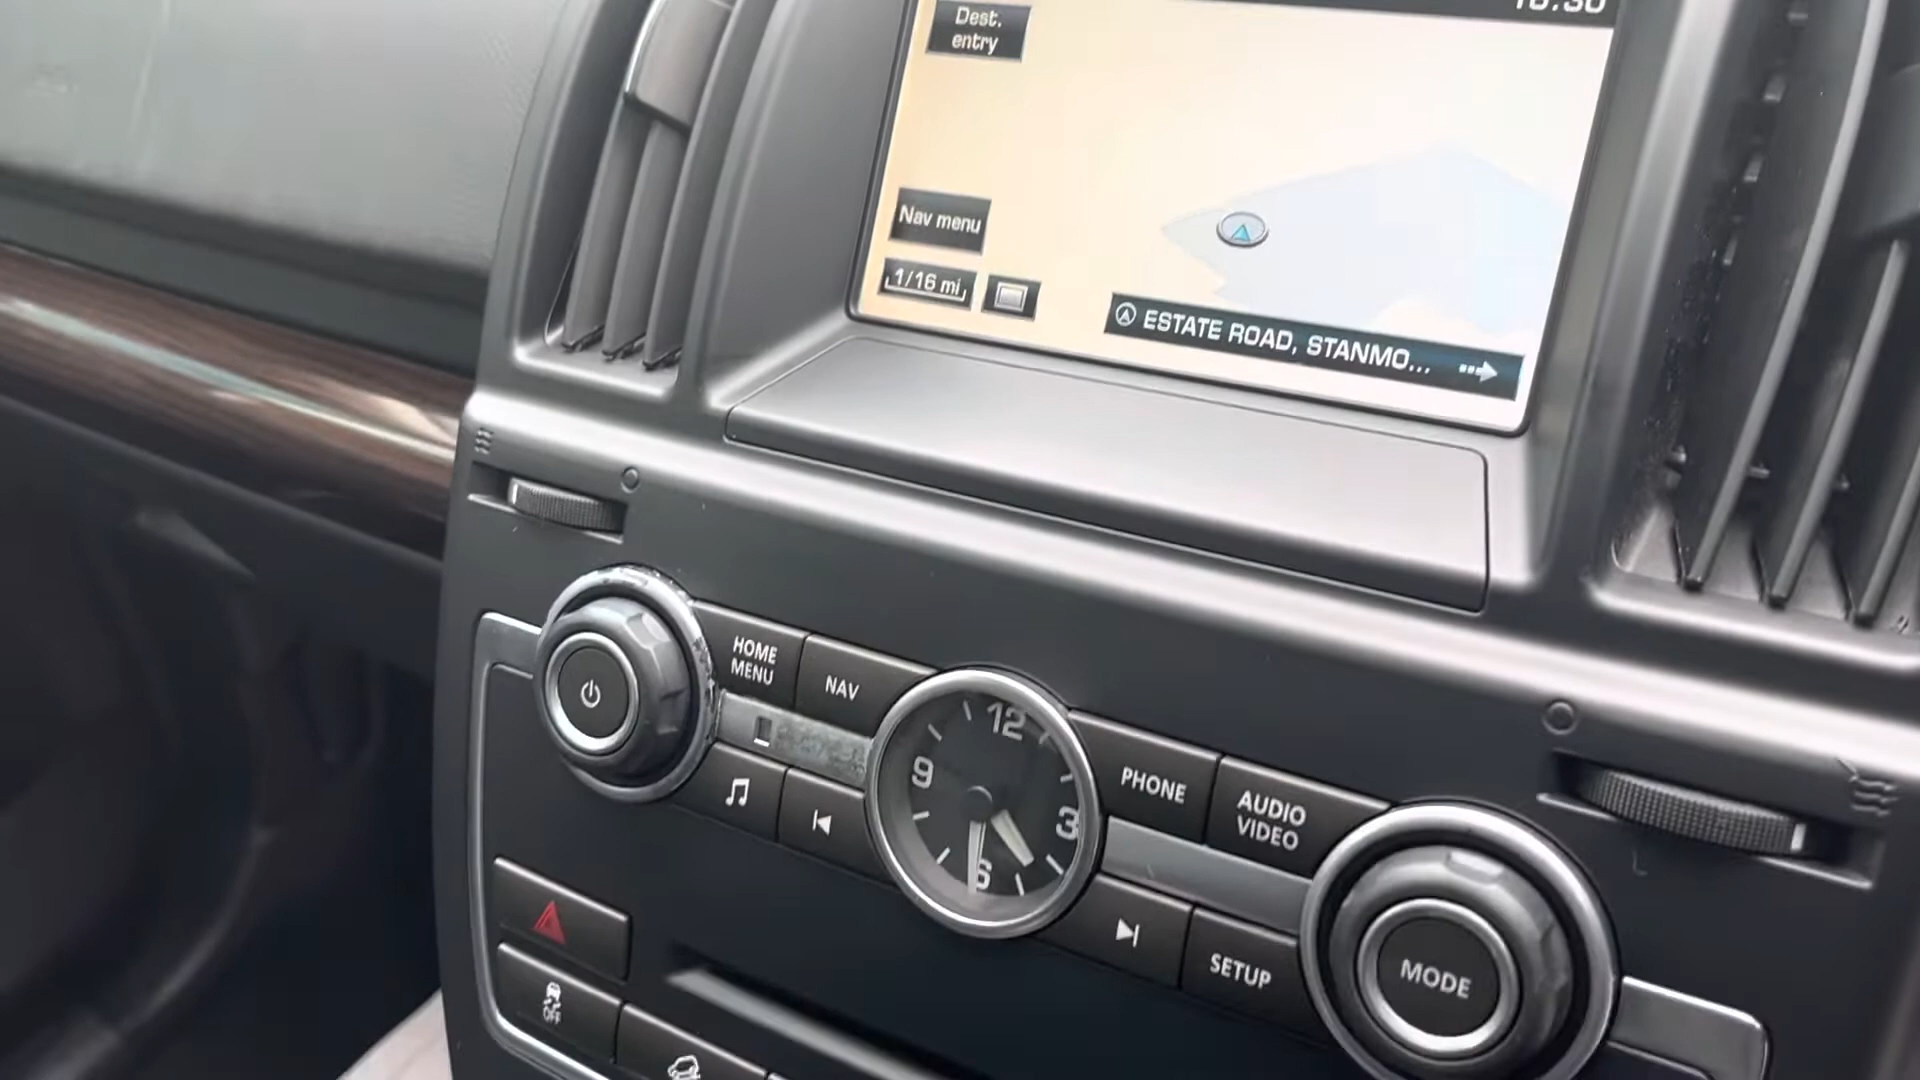 Dest.
entry
Nav menu
1/16 mi
ESTATE ROAD, STANMO...
HOME
MENU
NAV
12
9
3
6
PHONE
AUDIO
VIDEO
SETUP
MODE
OFF